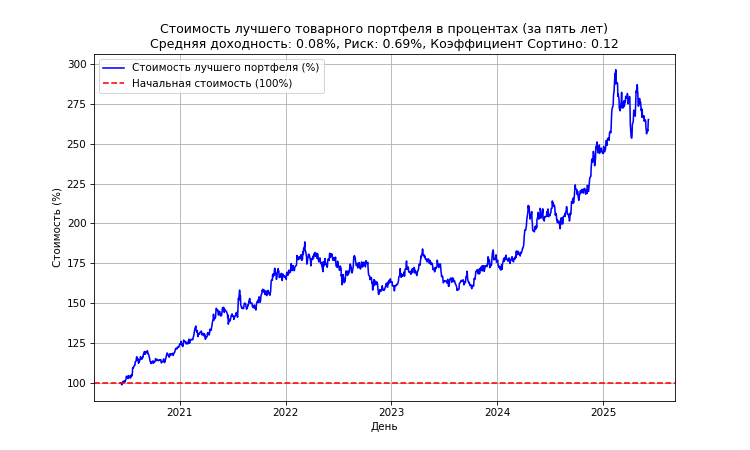 Стоимость лучшего товарного портфеля в процентах (за пять лет)
Средняя доходность: 0.08%, Риск: 0.69%, Коэффициент Сортино: 0.12
Стоимость лучшего портфеля (%)
Начальная стоимость (100%)
Стоимость (%)
300
275
250
225
200
175
150
125
100
2021
2022
2023
2024
2025
День